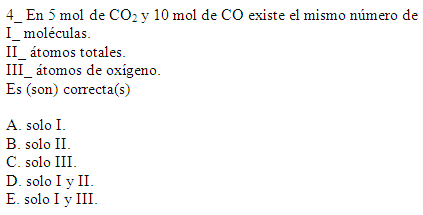 4_ En 5 mol de CO₂ y 10 mol de CO existe el mismo número de
I_ moléculas.
II_ átomos totales.
III_ átomos de oxígeno.
Es (son) correcta(s)
A. solo I.
B. solo II.
C. solo III.
D. solo I y II.
E. solo I y III.